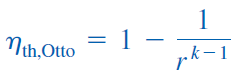 η_th,Otto = 1 − 1/r^(k−1)